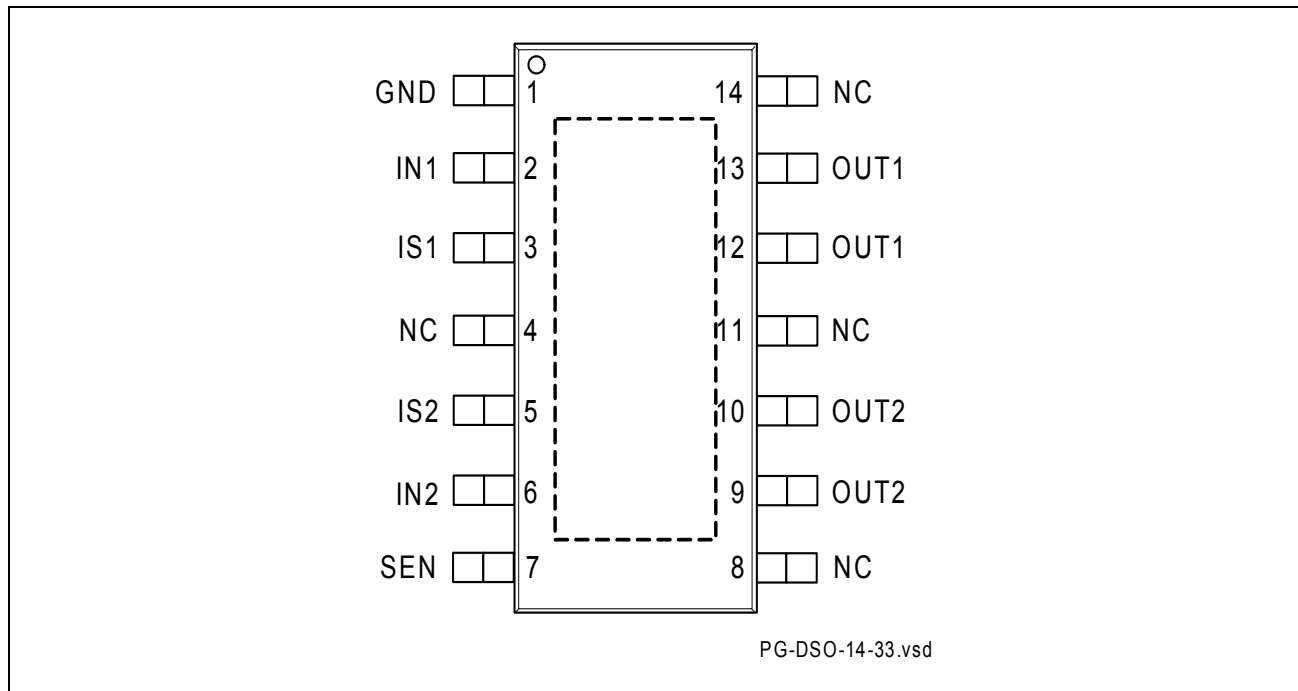 GND 1 14 NC
IN1 2 13 OUT1
IS1 3 12 OUT1
NC 4 11 NC
IS2 5 10 OUT2
IN2 6 9 OUT2
SEN 7 8 NC
PG-DSO-14-33.vsd